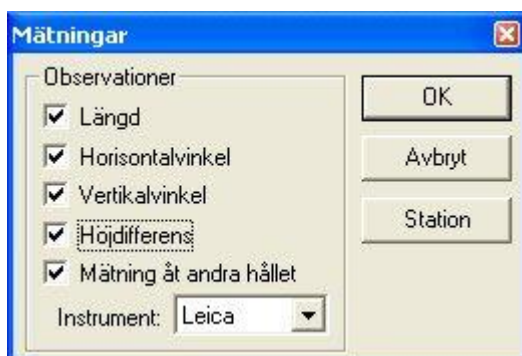 Mätningar
Observationer
Längd
Horisontalvinkel
Vertikalvinkel
Höjdifferens
Mätning åt andra hållet
Instrument: Leica
OK
Avbryt
Station